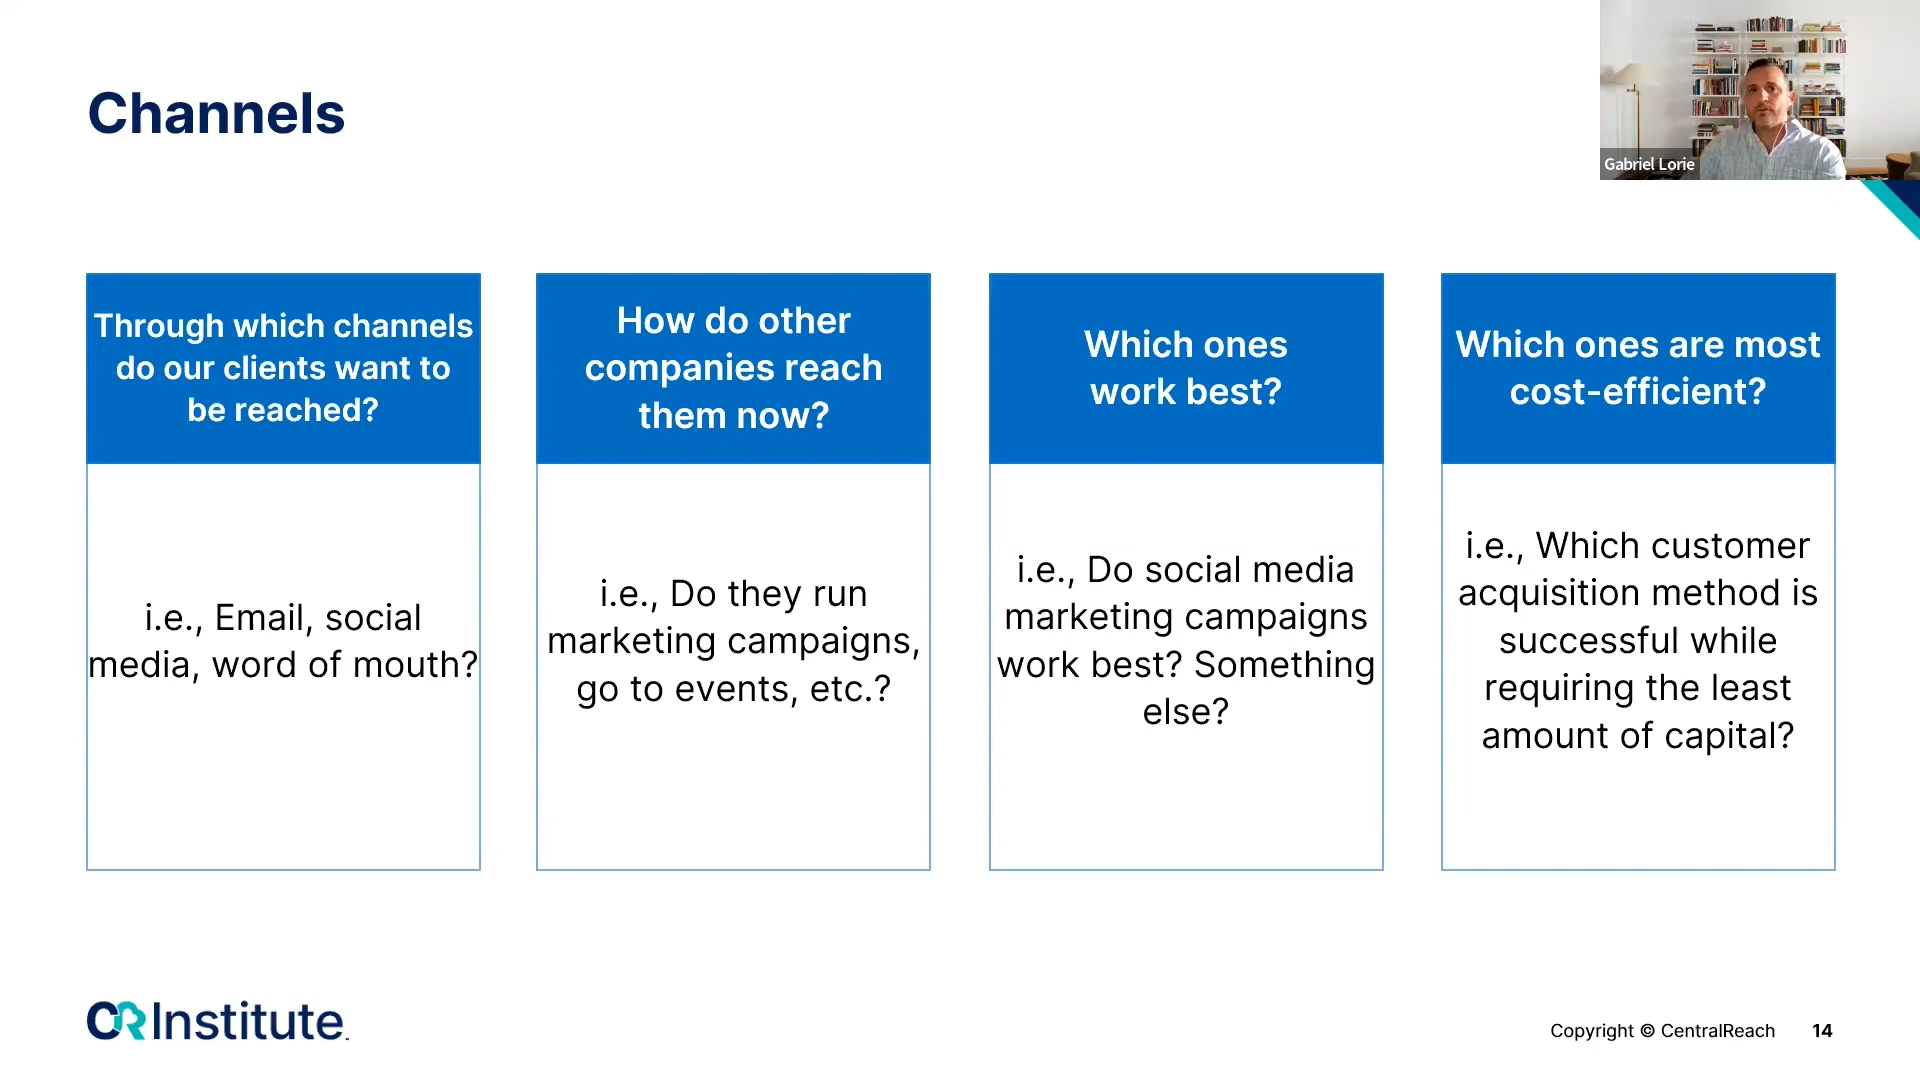 Channels
Gabriel Lorie
Through which channels
do our clients want to
be reached?
i.e., Email, social
media, word of mouth?
How do other
companies reach
them now?
i.e., Do they run
marketing campaigns,
go to events, etc.?
Which ones
work best?
i.e., Do social media
marketing campaigns
work best? Something
else?
Which ones are most
cost-efficient?
i.e., Which customer
acquisition method is
successful while
requiring the least
amount of capital?
CR Institute.
Copyright © CentralReach 14